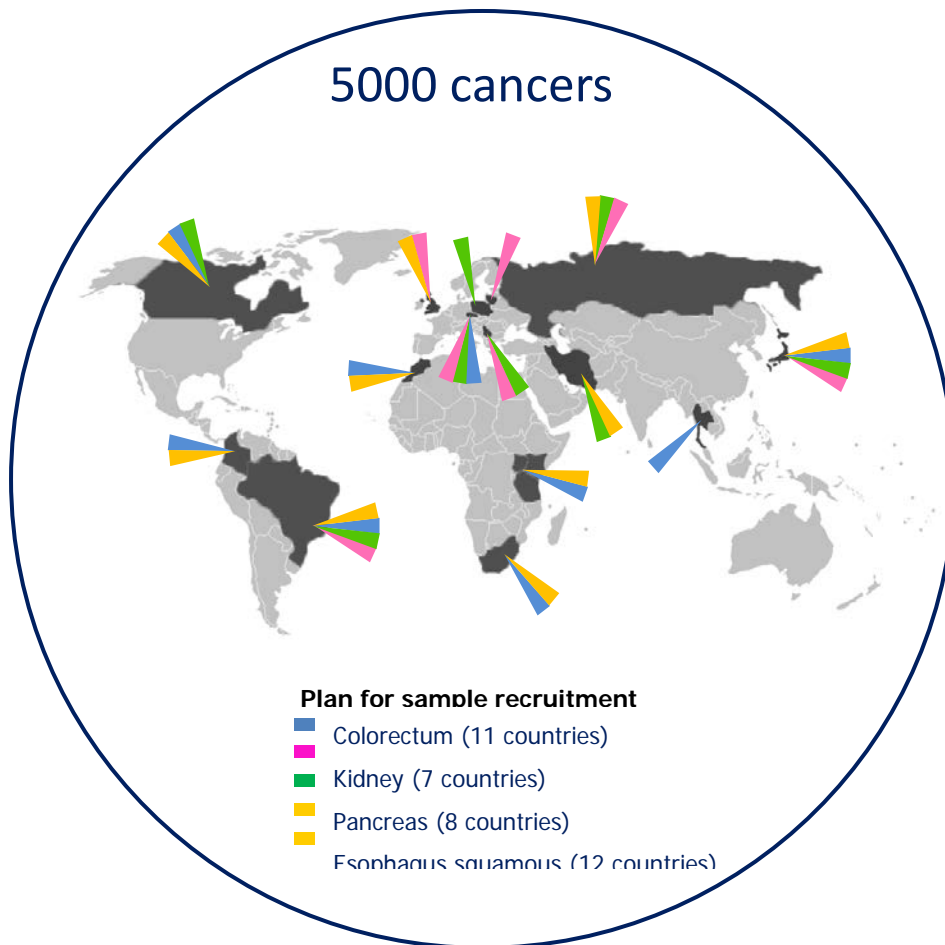 5000 cancers
Plan for sample recruitment
Colorectum (11 countries)
Kidney (7 countries)
Pancreas (8 countries)
Esophagus squamous (12 countries)